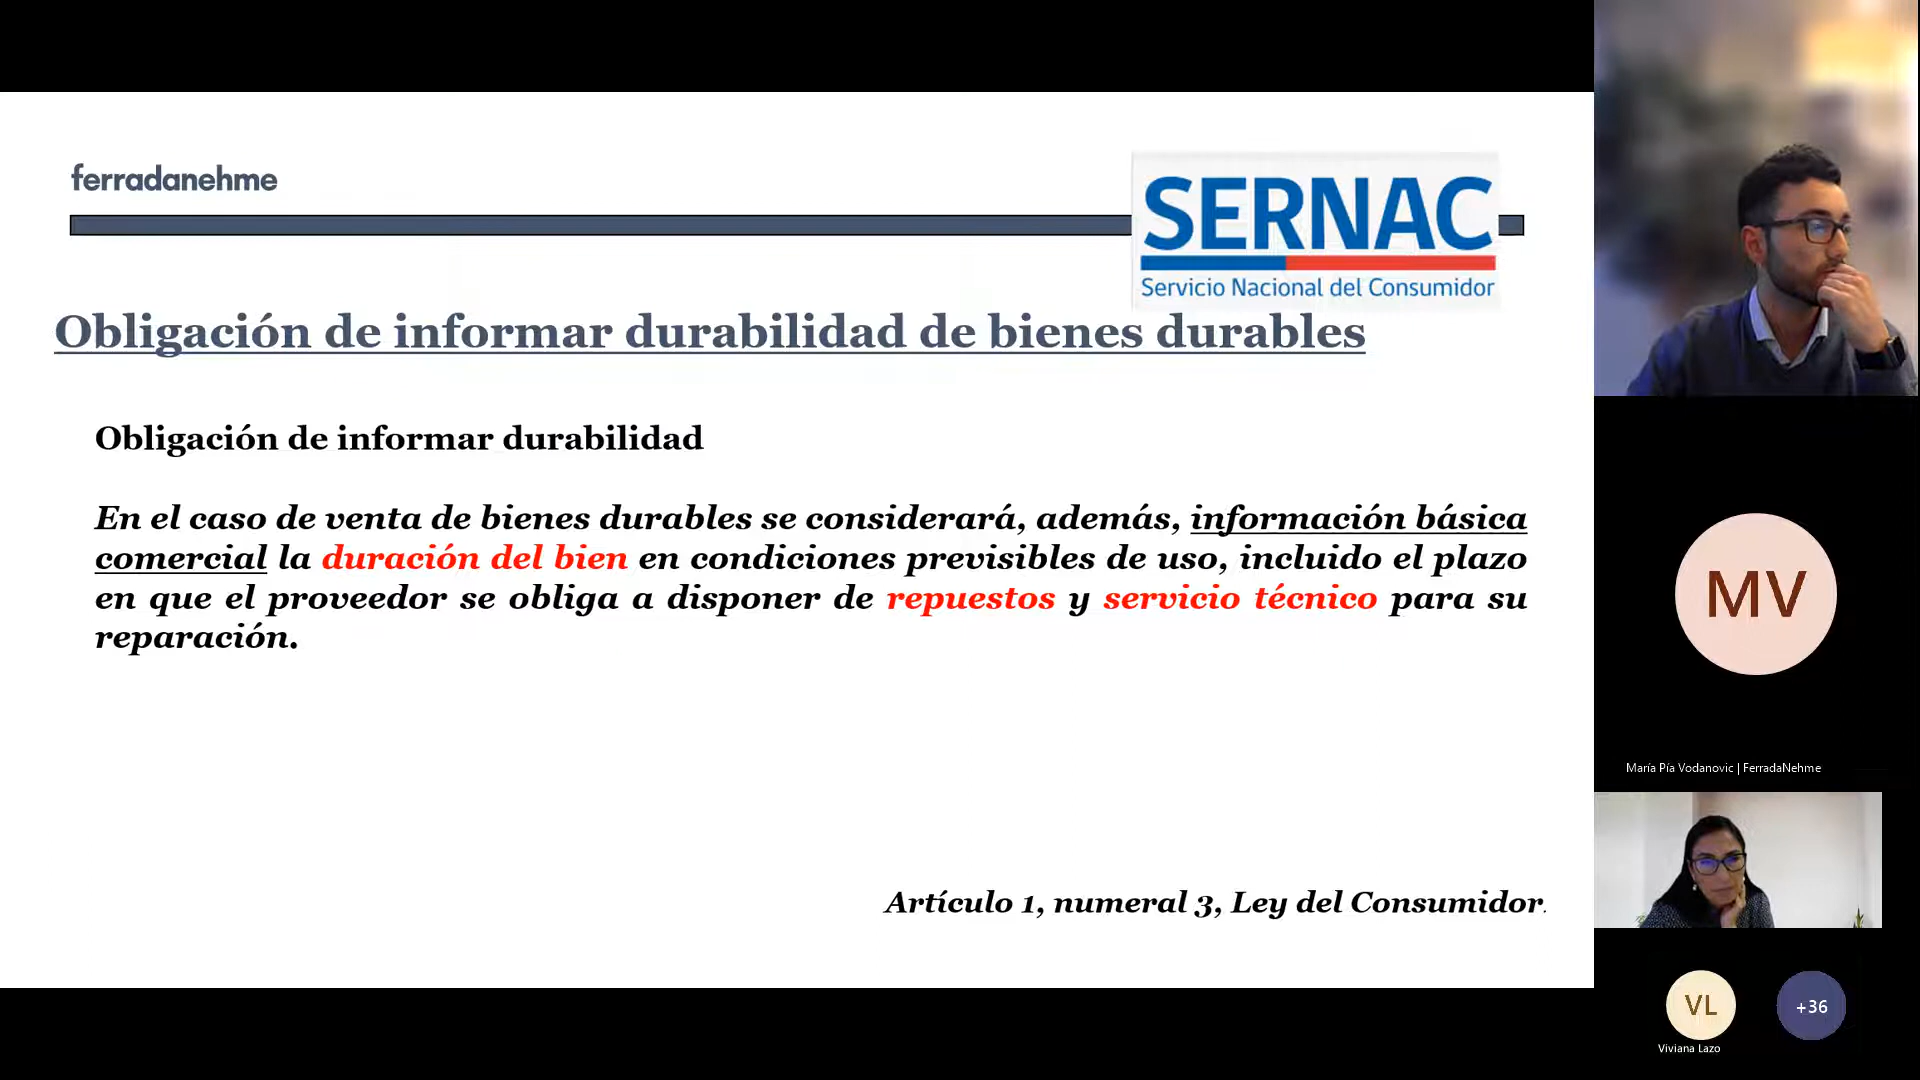 ferradanehme
SERNAC
Servicio Nacional del Consumidor
Obligación de informar durabilidad de bienes durables
Obligación de informar durabilidad
En el caso de venta de bienes durables se considerará, además, información básica
comercial la duración del bien en condiciones previsibles de uso, incluido el plazo
en que el proveedor se obliga a disponer de repuestos y servicio técnico para su
reparación.
Artículo 1, numeral 3, Ley del Consumidor.
MV
María Pía Vodanovic | FerradaNehme
VL
+36
Viviana Lazo